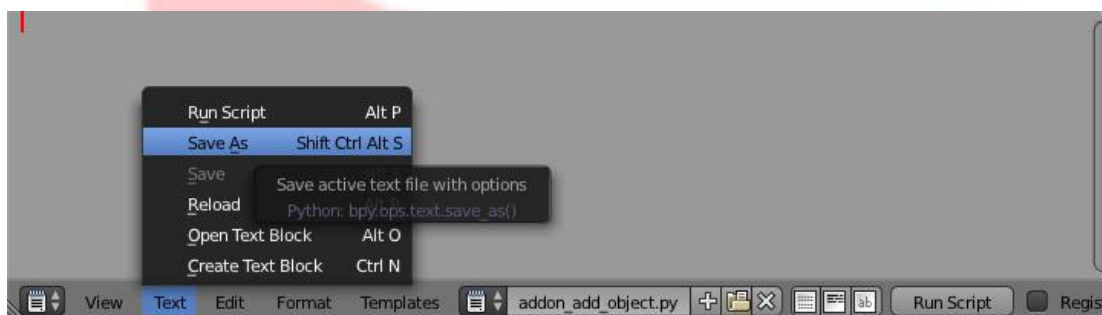 Run Script Alt P
Save As Shift Ctrl Alt S
Save
Save active text file with options
Reload
Python: bpy.ops.text.save_as()
Open Text Block Alt O
Create Text Block Ctrl N
View Text Edit Format Templates addon_add_object.py ab Run Script Regis